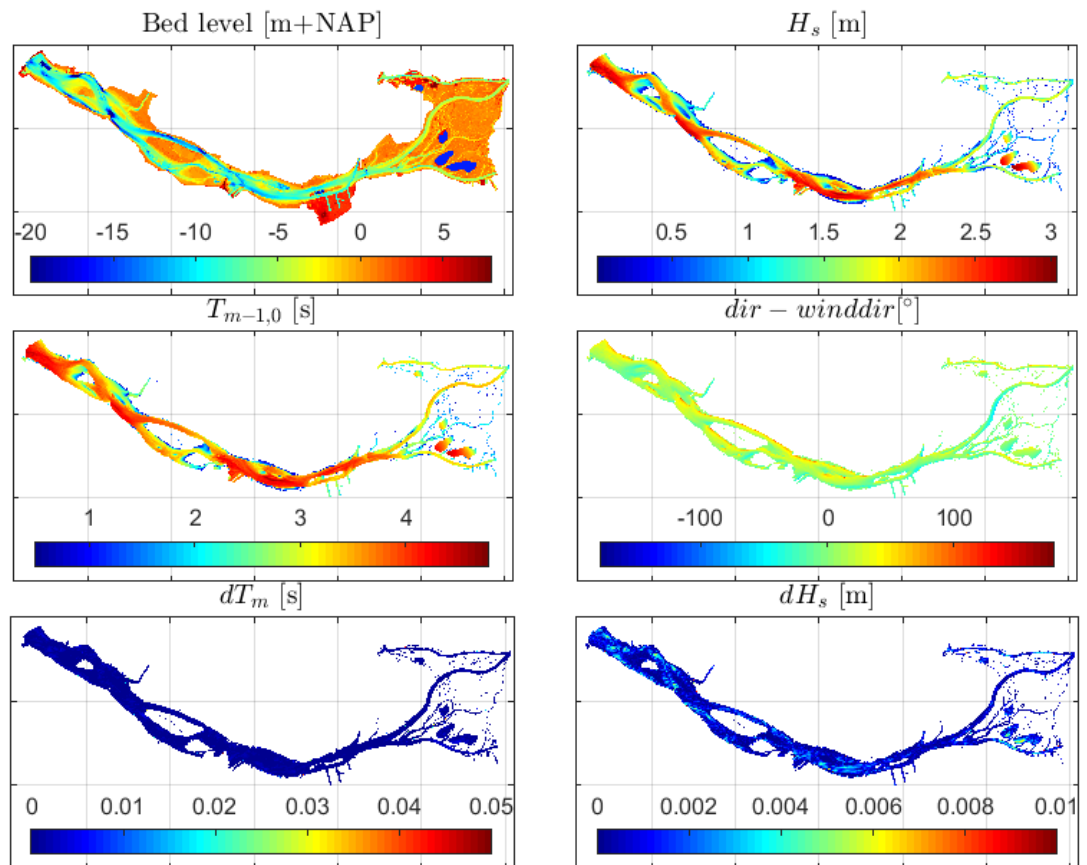 Bed level [m+NAP]
H_s [m]
-20 -15 -10 -5 0 5
0.5 1 1.5 2 2.5 3
T_{m-1,0} [s]
dir − winddir[°]
1 2 3 4
-100 0 100
dT_m [s]
dH_s [m]
0 0.01 0.02 0.03 0.04 0.05
0 0.002 0.004 0.006 0.008 0.01